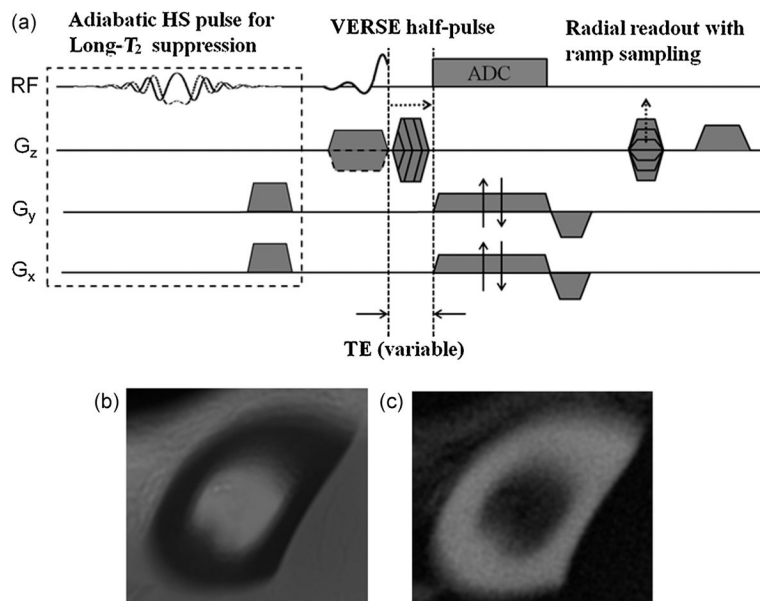 (a)
Adiabatic HS pulse for
Long-T₂ suppression
VERSE half-pulse
Radial readout with
ramp sampling
RF
ADC
Gz
Gy
Gx
TE (variable)
(b)
(c)